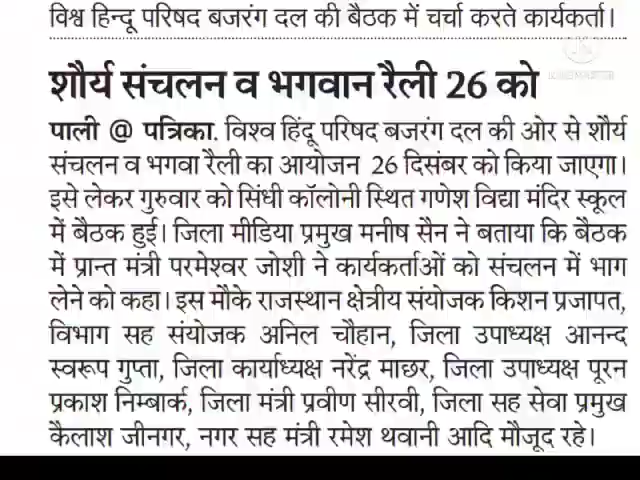 विश्व हिन्दू परिषद बजरंग दल की बैठक में चर्चा करते कार्यकर्ता।
शौर्य संचलन व भगवान रैली 26 को
पाली @ पत्रिका. विश्व हिंदू परिषद बजरंग दल की ओर से शौर्य
संचलन व भगवा रैली का आयोजन 26 दिसंबर को किया जाएगा।
इसे लेकर गुरुवार को सिंधी कॉलोनी स्थित गणेश विद्या मंदिर स्कूल
में बैठक हुई। जिला मीडिया प्रमुख मनीष सैन ने बताया कि बैठक
में प्रान्त मंत्री परमेश्वर जोशी ने कार्यकर्ताओं को संचलन में भाग
लेने को कहा। इस मौके राजस्थान क्षेत्रीय संयोजक किशन प्रजापत,
विभाग सह संयोजक अनिल चौहान, जिला उपाध्यक्ष आनन्द
स्वरूप गुप्ता, जिला कार्याध्यक्ष नरेंद्र माछर, जिला उपाध्यक्ष पूरन
प्रकाश निम्बार्क, जिला मंत्री प्रवीण सीरवी, जिला सह सेवा प्रमुख
कैलाश जीनगर, नगर सह मंत्री रमेश थवानी आदि मौजूद रहे।